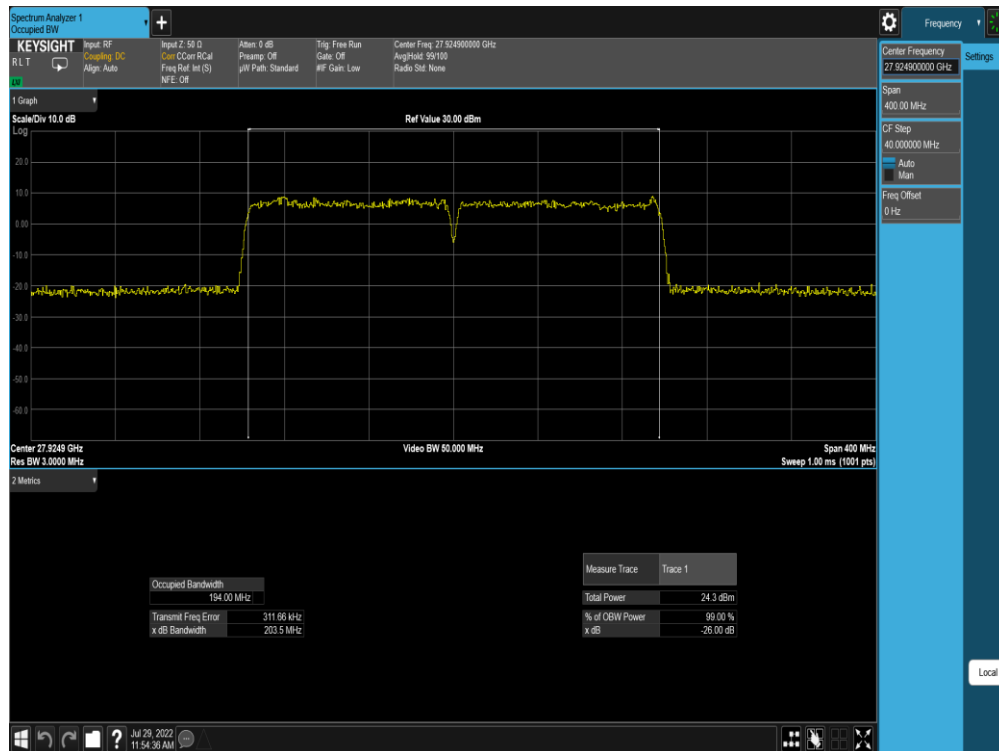 Spectrum Analyzer 1
Occupied BW
+
Frequency
KEYSIGHT
R L T
LXI
Input: RF
Coupling: DC
Align: Auto
Input Z: 50 Ω
Corr CCorr RCal
Freq Ref: Int (S)
NFE: Off
Atten: 0 dB
Preamp: Off
µW Path: Standard
Trig: Free Run
Gate: Off
#IF Gain: Low
Center Freq: 27.924900000 GHz
Avg|Hold: 99/100
Radio Std: None
Center Frequency
27.924900000 GHz
Settings
Span
400.00 MHz
CF Step
40.000000 MHz
Auto
Man
Freq Offset
0 Hz
1 Graph
Scale/Div 10.0 dB
Ref Value 30.00 dBm
Log
20.0
10.0
0.00
-10.0
-20.0
-30.0
-40.0
-50.0
-60.0
Center 27.9249 GHz
Video BW 50.000 MHz
Span 400 MHz
Res BW 3.0000 MHz
Sweep 1.00 ms (1001 pts)
2 Metrics
Occupied Bandwidth
194.00 MHz
Transmit Freq Error 311.66 kHz
x dB Bandwidth 203.5 MHz
Measure Trace Trace 1
Total Power 24.3 dBm
% of OBW Power 99.00 %
x dB -26.00 dB
Local
?
Jul 29, 2022
11:54:36 AM